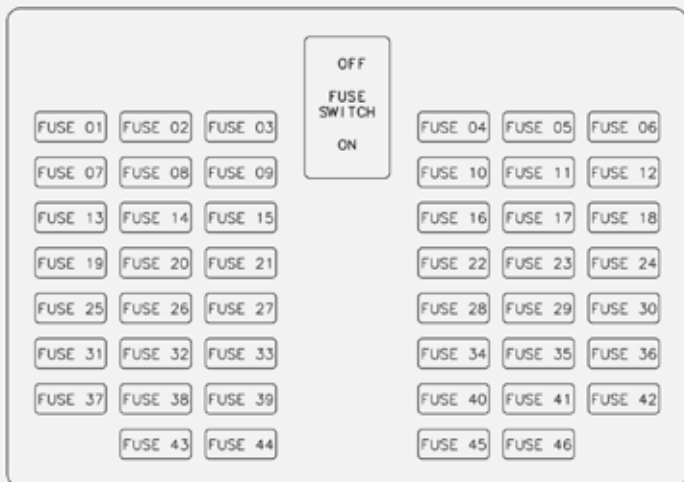 OFF
FUSE
SWITCH
ON
FUSE 01 FUSE 02 FUSE 03 FUSE 04 FUSE 05 FUSE 06
FUSE 07 FUSE 08 FUSE 09 FUSE 10 FUSE 11 FUSE 12
FUSE 13 FUSE 14 FUSE 15 FUSE 16 FUSE 17 FUSE 18
FUSE 19 FUSE 20 FUSE 21 FUSE 22 FUSE 23 FUSE 24
FUSE 25 FUSE 26 FUSE 27 FUSE 28 FUSE 29 FUSE 30
FUSE 31 FUSE 32 FUSE 33 FUSE 34 FUSE 35 FUSE 36
FUSE 37 FUSE 38 FUSE 39 FUSE 40 FUSE 41 FUSE 42
FUSE 43 FUSE 44 FUSE 45 FUSE 46